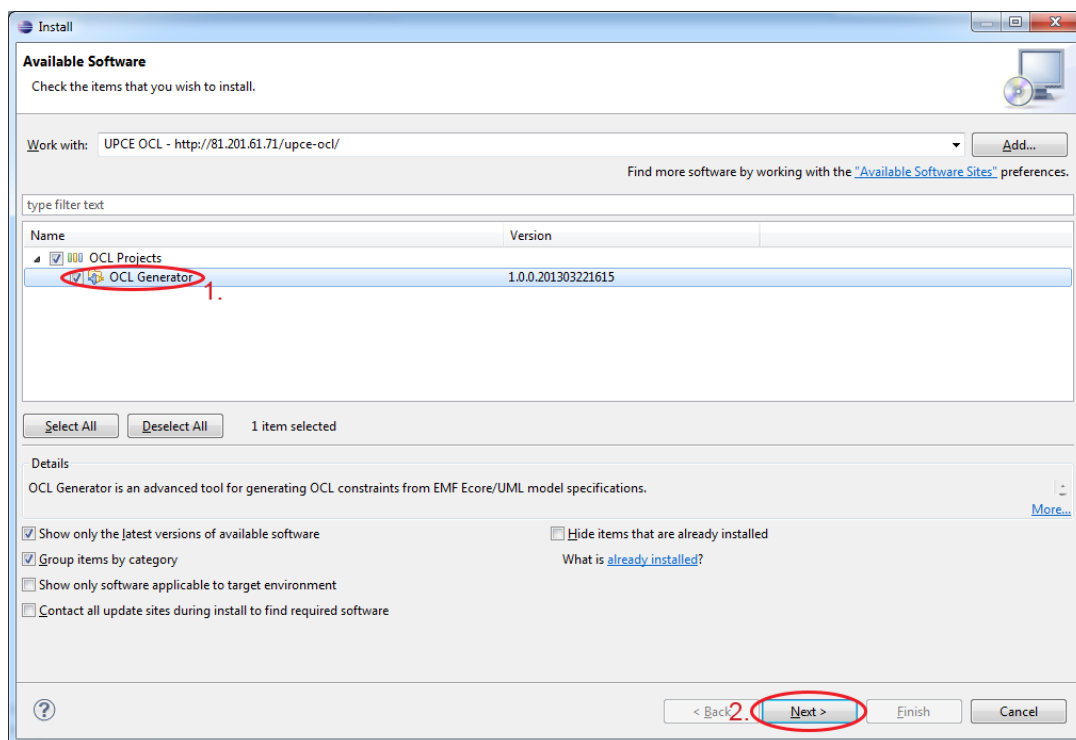 Install
Available Software
Check the items that you wish to install.
Work with: UPCE OCL - http://81.201.61.71/upce-ocl/ Add...
Find more software by working with the "Available Software Sites" preferences.
type filter text
Name Version
OCL Projects
OCL Generator 1.0.0.201303221615
1.
Select All Deselect All 1 item selected
Details
OCL Generator is an advanced tool for generating OCL constraints from EMF Ecore/UML model specifications.
More...
Show only the latest versions of available software Hide items that are already installed
Group items by category What is already installed?
Show only software applicable to target environment
Contact all update sites during install to find required software
? < Back 2. Next > Finish Cancel